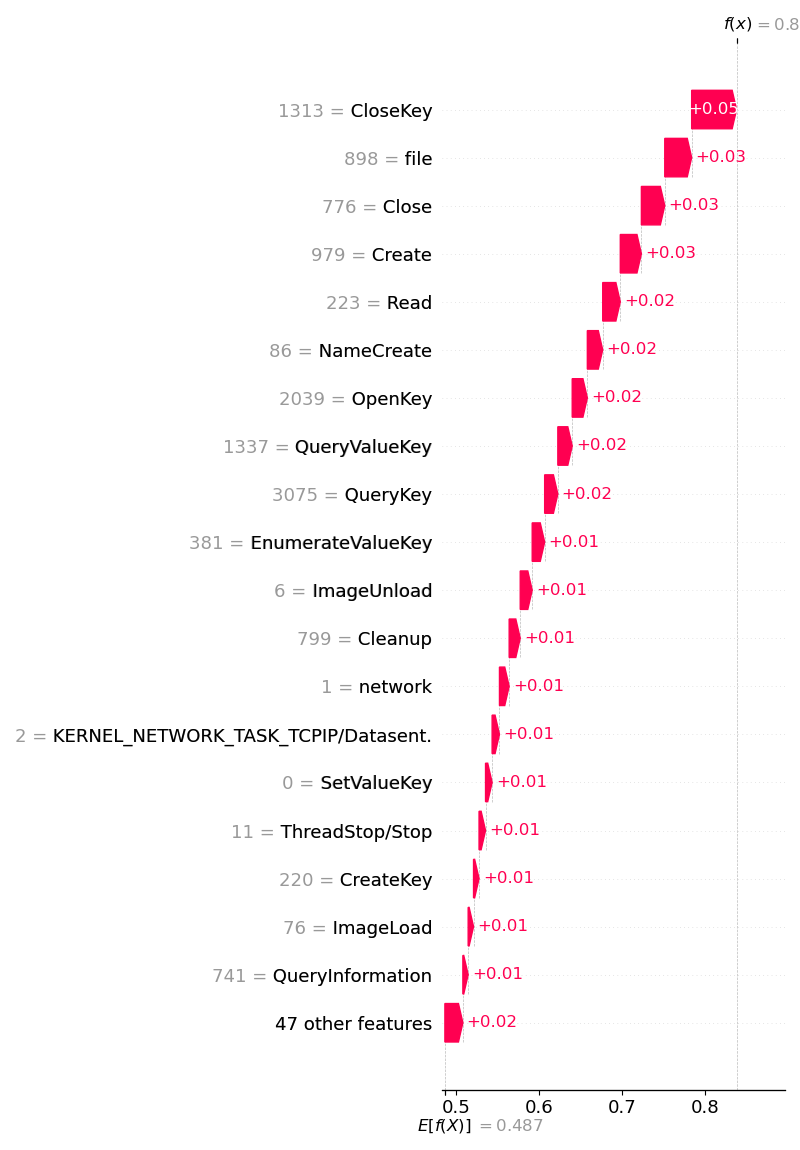 f(x) = 0.8
1313 = CloseKey +0.05
898 = file +0.03
776 = Close +0.03
979 = Create +0.03
223 = Read +0.02
86 = NameCreate +0.02
2039 = OpenKey +0.02
1337 = QueryValueKey +0.02
3075 = QueryKey +0.02
381 = EnumerateValueKey +0.01
6 = ImageUnload +0.01
799 = Cleanup +0.01
1 = network +0.01
2 = KERNEL_NETWORK_TASK_TCPIP/Datasent. +0.01
0 = SetValueKey +0.01
11 = ThreadStop/Stop +0.01
220 = CreateKey +0.01
76 = ImageLoad +0.01
741 = QueryInformation +0.01
47 other features +0.02
0.5 0.6 0.7 0.8
E[f(X)] = 0.487